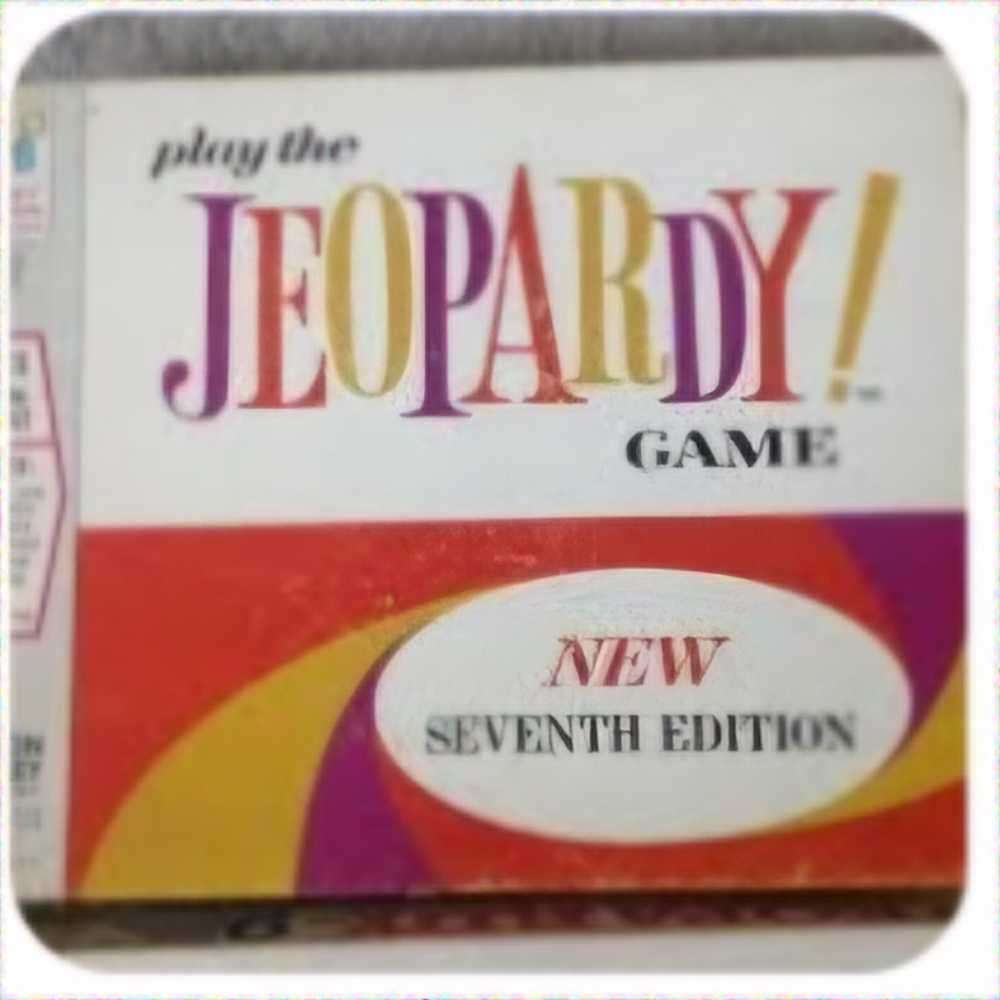 play the
JEOPARDY!
GAME
NEW
SEVENTH EDITION